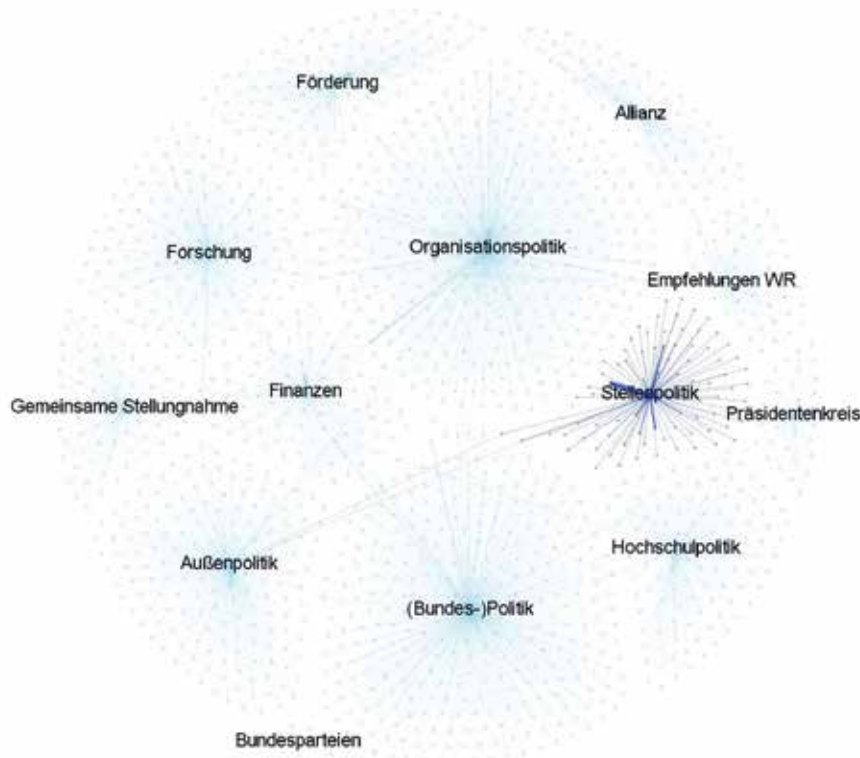 Förderung
Allianz
Organisationspolitik
Forschung
Empfehlungen WR
Finanzen
Stellenpolitik
Gemeinsame Stellungnahme
Präsidentenkreis
Hochschulpolitik
Außenpolitik
(Bundes-)Politik
Bundesparteien